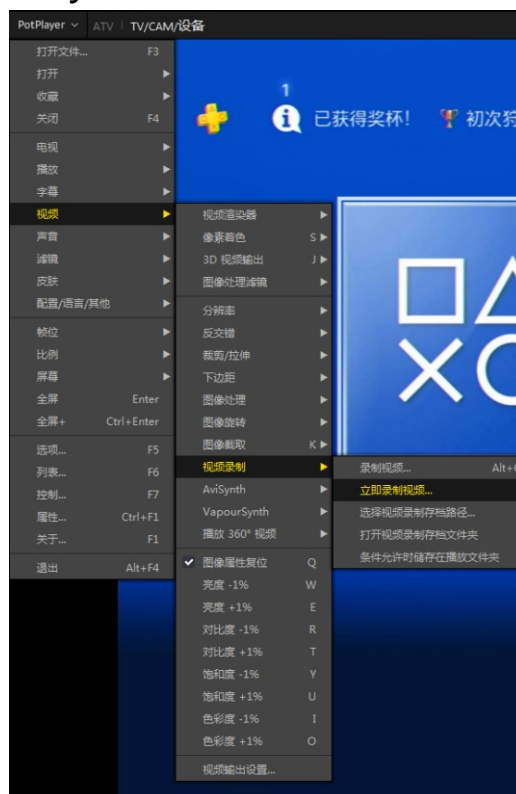 PotPlayer ATV TV/CAM/设备
打开文件... F3
打开
收藏
关闭 F4
电视
播放
字幕
视频
声音
滤镜
皮肤
配置/语言/其他
帧位
比例
屏幕
全屏 Enter
全屏+ Ctrl+Enter
选项... F5
列表... F6
控制... F7
属性... Ctrl+F1
关于... F1
退出 Alt+F4
1
已获得奖杯! 初次狩
视频渲染器
像素着色 S
3D 视频输出 J
图像处理滤镜
分辨率
反交错
裁剪/拉伸
下边距
图像处理
图像旋转
图像截取 K
视频录制
AviSynth
VapourSynth
播放 360° 视频
图像属性复位 Q
亮度 -1% W
亮度 +1% E
对比度 -1% R
对比度 +1% T
饱和度 -1% Y
饱和度 +1% U
色彩度 -1% I
色彩度 +1% O
视频输出设置...
录制视频... Alt+
立即录制视频...
选择视频录制存档路径...
打开视频录制存档文件夹
条件允许时储存在播放文件夹